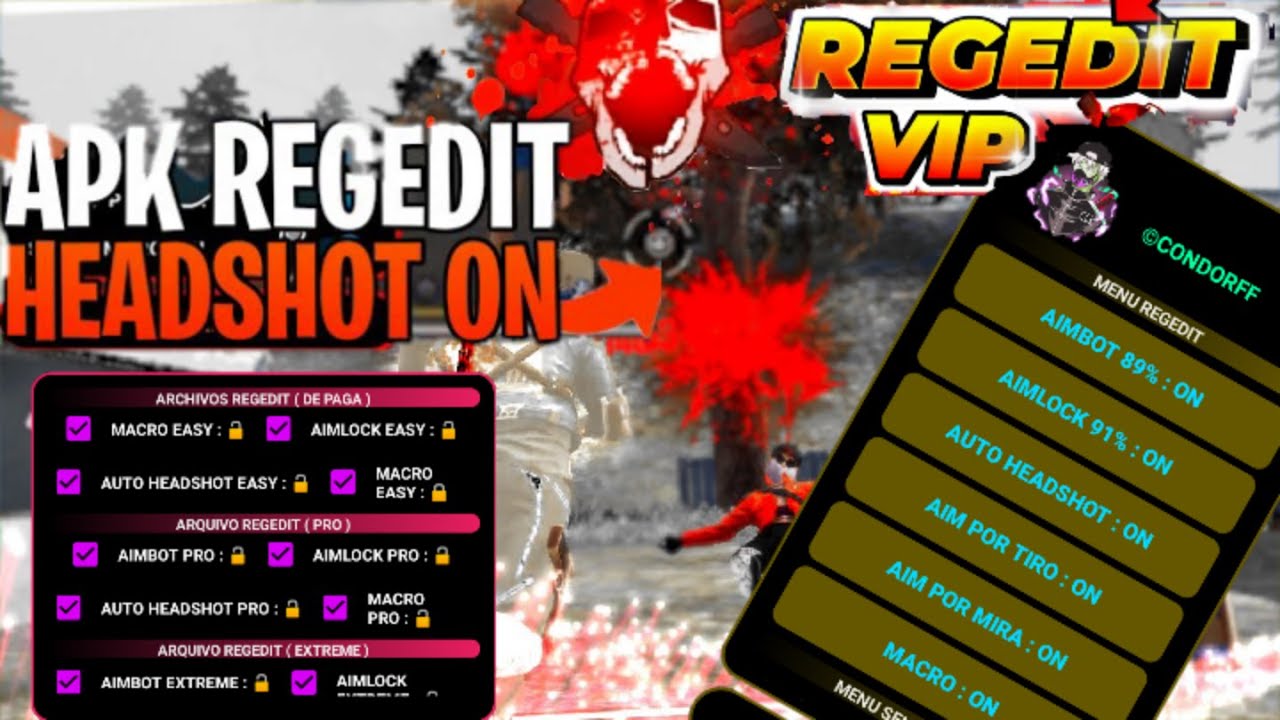 REGEDIT
VIP
APK REGEDIT
HEADSHOT ON
©CONDORFF
MENU REGEDIT
AIMBOT 89% : ON
AIMLOCK 91% : ON
AUTO HEADSHOT : ON
AIM POR TIRO : ON
AIM POR MIRA : ON
MACRO : ON
ARCHIVOS REGEDIT ( DE PAGA )
MACRO EASY : 🔓 AIMLOCK EASY : 🔓
AUTO HEADSHOT EASY : 🔓 MACRO
EASY : 🔓
ARQUIVO REGEDIT ( PRO )
AIMBOT PRO : 🔓 AIMLOCK PRO : 🔓
AUTO HEADSHOT PRO : 🔓 MACRO
PRO : 🔓
ARQUIVO REGEDIT ( EXTREME )
AIMBOT EXTREME : 🔓 AIMLOCK
MENU